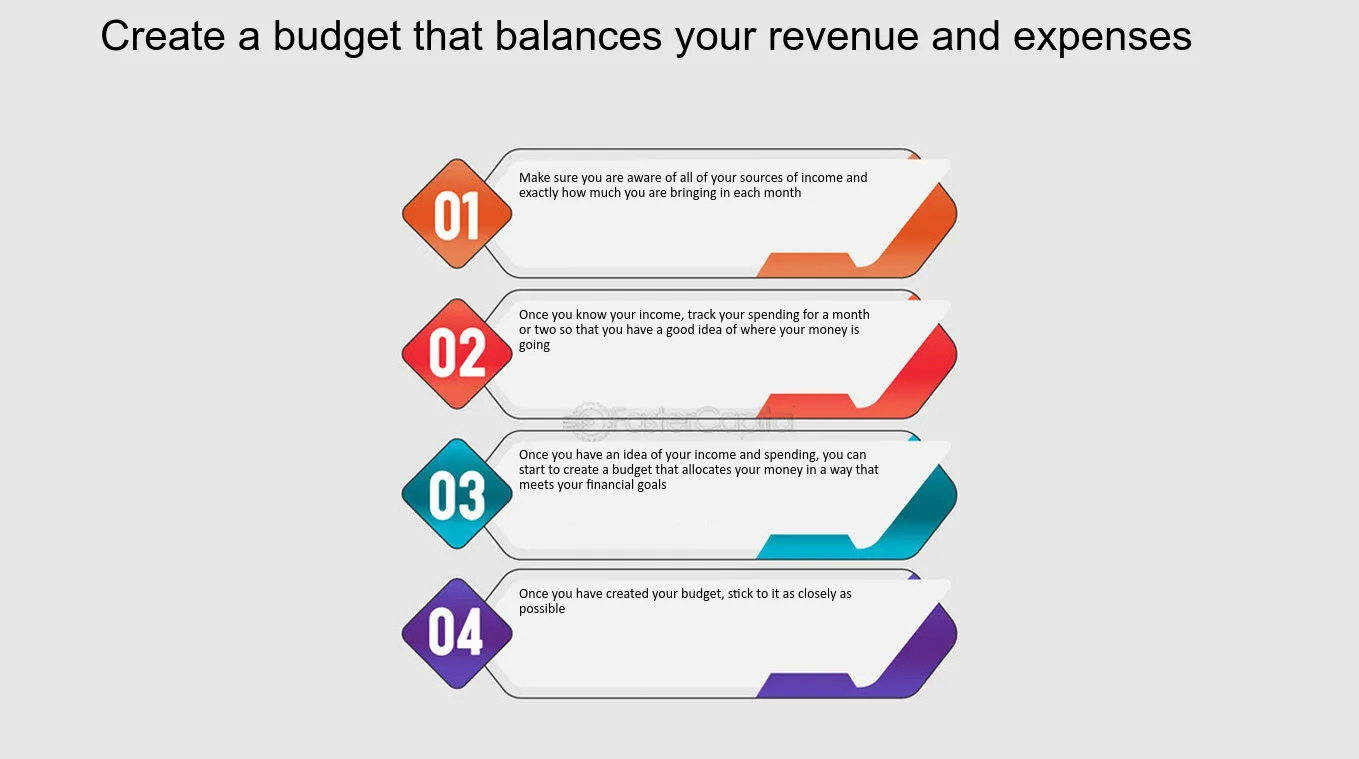 Create a budget that balances your revenue and expenses
01
Make sure you are aware of all of your sources of income and
exactly how much you are bringing in each month
02
Once you know your income, track your spending for a month
or two so that you have a good idea of where your money is
going
FasterCapital
03
Once you have an idea of your income and spending, you can
start to create a budget that allocates your money in a way that
meets your financial goals
04
Once you have created your budget, stick to it as closely as
possible